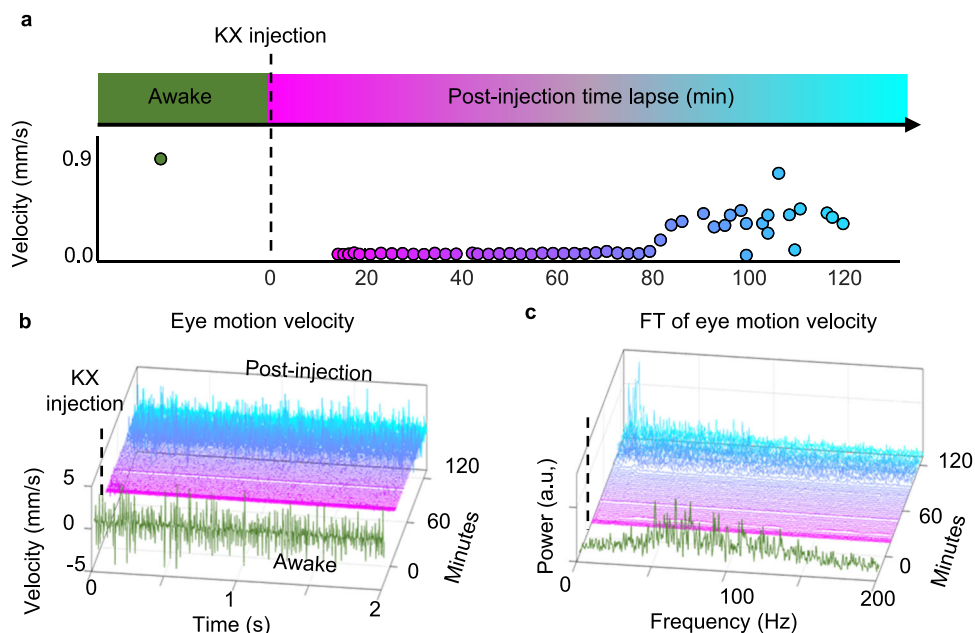 a
KX injection
Awake
Post-injection time lapse (min)
Velocity (mm/s)
0.9
0.0
0 20 40 60 80 100 120
b Eye motion velocity
KX
injection
Post-injection
Velocity (mm/s)
5
0
-5
Awake
0 1 2
Time (s)
0 60 120
Minutes
c FT of eye motion velocity
Power (a.u,)
0 100 200
Frequency (Hz)
0 60 120
Minutes